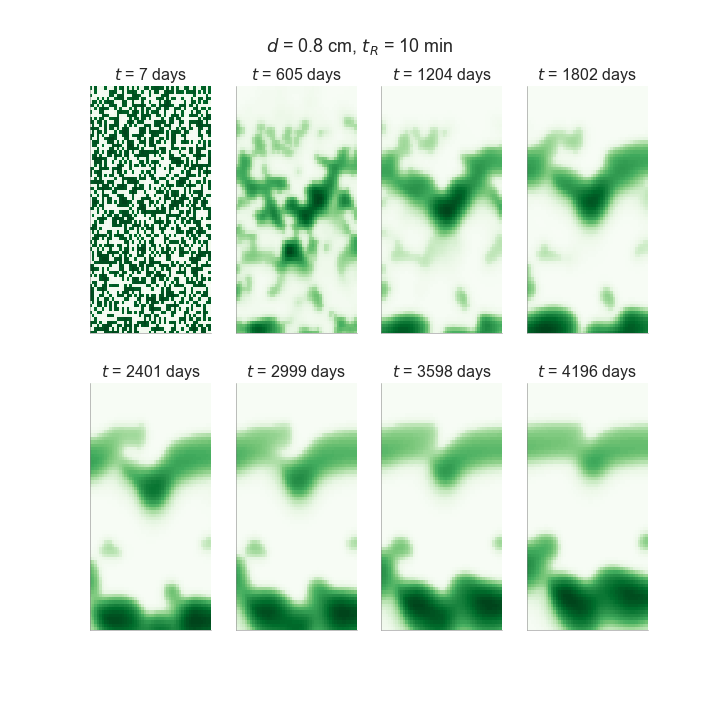 d = 0.8 cm, t_R = 10 min
t = 7 days
t = 605 days
t = 1204 days
t = 1802 days
t = 2401 days
t = 2999 days
t = 3598 days
t = 4196 days